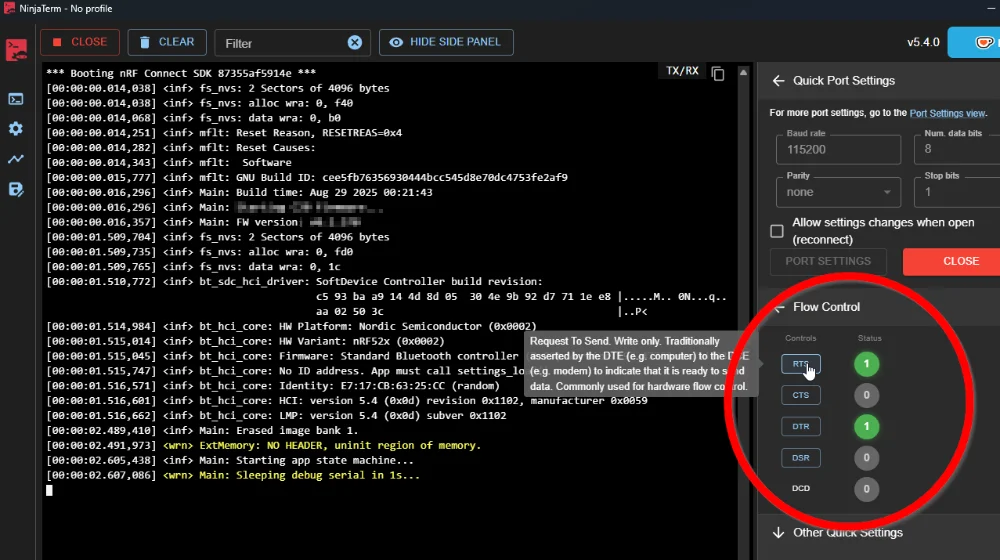 NinjaTerm - No profile
CLOSE
CLEAR
Filter
HIDE SIDE PANEL
v5.4.0
TX/RX
*** Booting nRF Connect SDK 87355af5914e ***
[00:00:00.014,038] <inf> fs_nvs: 2 Sectors of 4096 bytes
[00:00:00.014,038] <inf> fs_nvs: alloc wra: 0, f40
[00:00:00.014,068] <inf> fs_nvs: data wra: 0, b0
[00:00:00.014,251] <inf> mflt: Reset Reason, RESETREAS=0x4
[00:00:00.014,282] <inf> mflt: Reset Causes:
[00:00:00.014,343] <inf> mflt:  Software
[00:00:00.015,777] <inf> mflt: GNU Build ID: cee5fb76356930444bcc545d8e70dc4753fe2af9
[00:00:00.016,296] <inf> Main: Build time: Aug 29 2025 00:21:43
[00:00:00.016,296] <inf> Main:
[00:00:00.016,357] <inf> Main: FW version:
[00:00:01.509,704] <inf> fs_nvs: 2 Sectors of 4096 bytes
[00:00:01.509,735] <inf> fs_nvs: alloc wra: 0, fd0
[00:00:01.509,765] <inf> fs_nvs: data wra: 0, 1c
[00:00:01.510,772] <inf> bt_sdc_hci_driver: SoftDevice Controller build revision:
c5 93 ba a9 14 4d 8d 05  30 4e 9b 92 d7 71 1e e8 |.....M.. 0N...q..
aa 02 50 3c |..P<
[00:00:01.514,984] <inf> bt_hci_core: HW Platform: Nordic Semiconductor (0x0002)
[00:00:01.515,014] <inf> bt_hci_core: HW Variant: nRF52x (0x0002)
[00:00:01.515,045] <inf> bt_hci_core: Firmware: Standard Bluetooth controller
[00:00:01.515,747] <inf> bt_hci_core: No ID address. App must call settings_lo
[00:00:01.516,571] <inf> bt_hci_core: Identity: E7:17:CB:63:25:CC (random)
[00:00:01.516,601] <inf> bt_hci_core: HCI: version 5.4 (0x0d) revision 0x1102, manufacturer 0x0059
[00:00:01.516,662] <inf> bt_hci_core: LMP: version 5.4 (0x0d) subver 0x1102
[00:00:02.489,410] <inf> Main: Erased image bank 1.
[00:00:02.491,973] <wrn> ExtMemory: NO HEADER, uninit region of memory.
[00:00:02.605,438] <inf> Main: Starting app state machine...
[00:00:02.607,086] <wrn> Main: Sleeping debug serial in 1s...
Request To Send. Write only. Traditionally
asserted by the DTE (e.g. computer) to the
(e.g. modem) to indicate that it is ready to send
data. Commonly used for hardware flow control.
Quick Port Settings
For more port settings, go to the Port Settings view.
Baud rate
115200
Num. data bits
8
Parity
none
Stop bits
1
Allow settings changes when open
(reconnect)
PORT SETTINGS
CLOSE
Flow Control
Controls
Status
RTS
1
CTS
0
DTR
1
DSR
0
DCD
0
Other Quick Settings